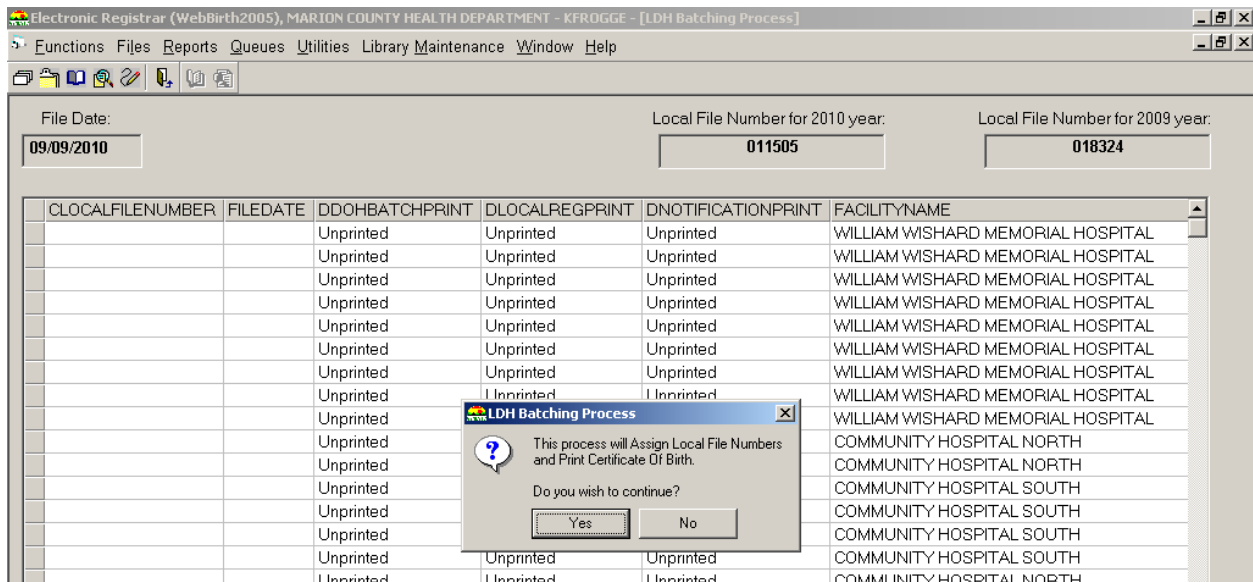 Electronic Registrar (WebBirth2005), MARION COUNTY HEALTH DEPARTMENT - KFROGGE - [LDH Batching Process]
Functions Files Reports Queues Utilities Library Maintenance Window Help
File Date: Local File Number for 2010 year: Local File Number for 2009 year:
09/09/2010 011505 018324
CLOCALFILENUMBER FILEDATE DDOHBATCHPRINT DLOCALREGPRINT DNOTIFICATIONPRINT FACILITYNAME
Unprinted Unprinted Unprinted WILLIAM WISHARD MEMORIAL HOSPITAL
Unprinted Unprinted Unprinted WILLIAM WISHARD MEMORIAL HOSPITAL
Unprinted Unprinted Unprinted WILLIAM WISHARD MEMORIAL HOSPITAL
Unprinted Unprinted Unprinted WILLIAM WISHARD MEMORIAL HOSPITAL
Unprinted Unprinted Unprinted WILLIAM WISHARD MEMORIAL HOSPITAL
Unprinted Unprinted Unprinted WILLIAM WISHARD MEMORIAL HOSPITAL
Unprinted Unprinted Unprinted WILLIAM WISHARD MEMORIAL HOSPITAL
Unprinted Unprinted Unprinted WILLIAM WISHARD MEMORIAL HOSPITAL
Unprinted WILLIAM WISHARD MEMORIAL HOSPITAL
Unprinted COMMUNITY HOSPITAL NORTH
Unprinted COMMUNITY HOSPITAL NORTH
Unprinted COMMUNITY HOSPITAL SOUTH
Unprinted COMMUNITY HOSPITAL SOUTH
Unprinted COMMUNITY HOSPITAL SOUTH
Unprinted Unprinted Unprinted COMMUNITY HOSPITAL SOUTH
Unprinted Unprinted Unprinted COMMUNITY HOSPITAL NORTH
LDH Batching Process
This process will Assign Local File Numbers
and Print Certificate Of Birth.
Do you wish to continue?
Yes No